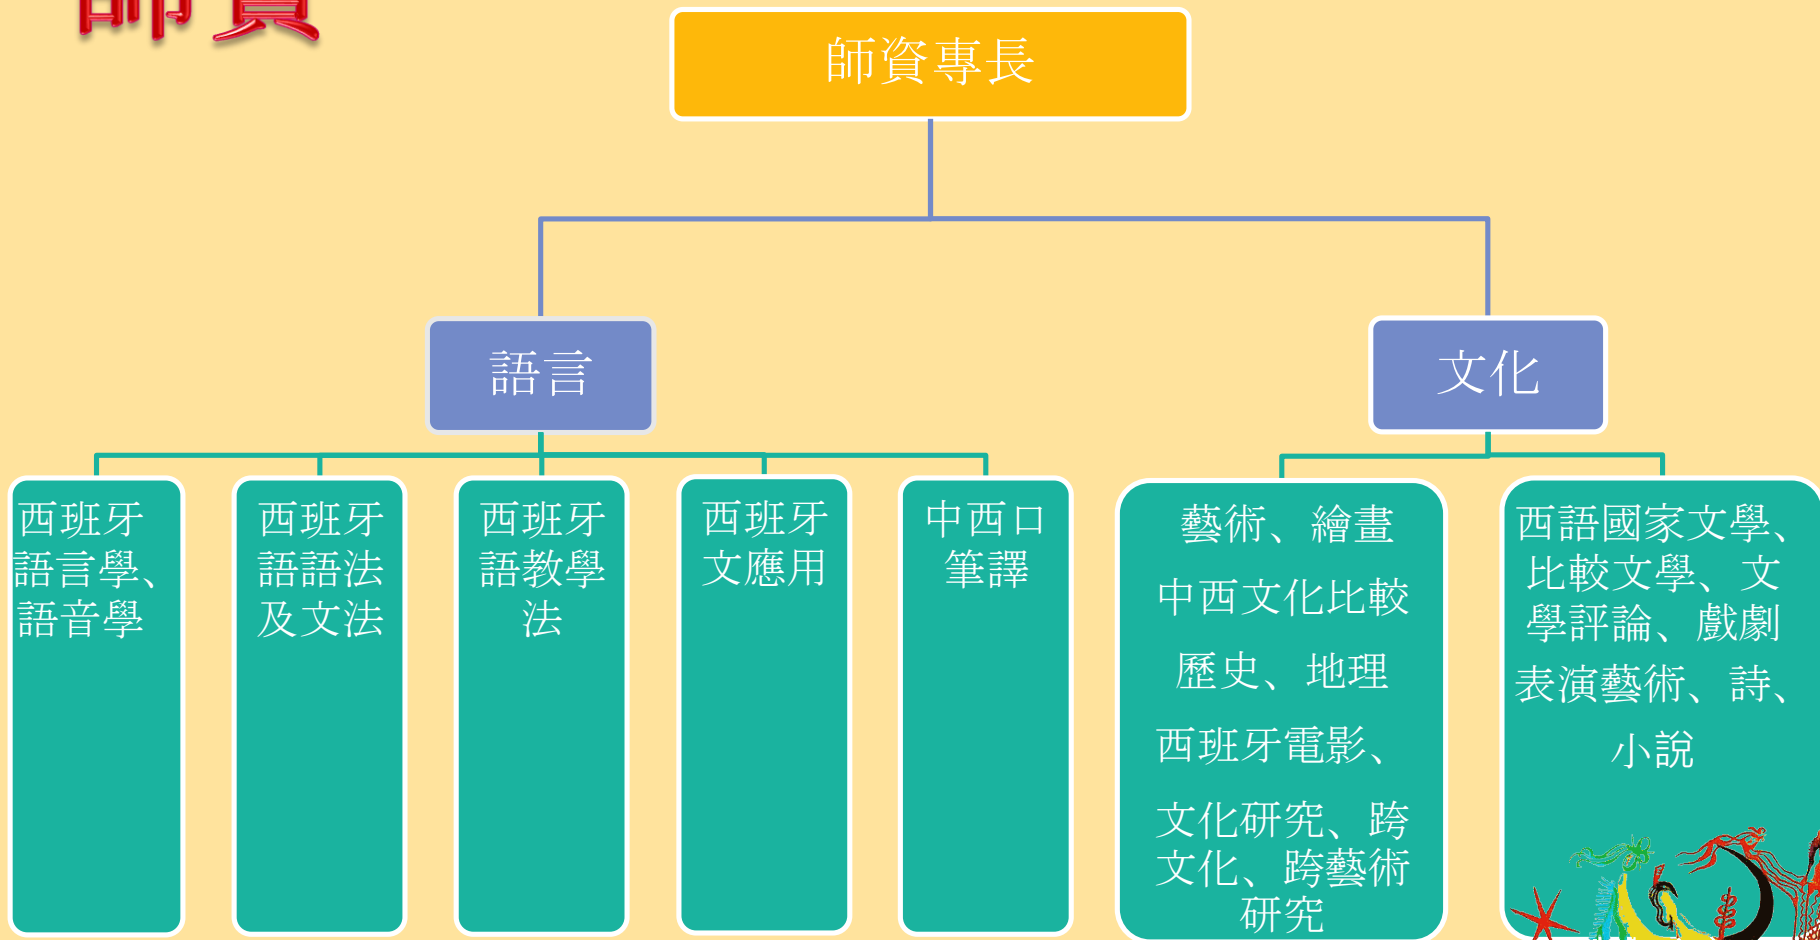 師資
師資專長
語言
文化
西班牙
語言學、
語音學
西班牙
語語法
及文法
西班牙
語教學
法
西班牙
文應用
中西口
筆譯
藝術、繪畫
中西文化比較
歷史、地理
西班牙電影、
文化研究、跨
文化、跨藝術
研究
西語國家文學、
比較文學、文
學評論、戲劇
表演藝術、詩、
小說